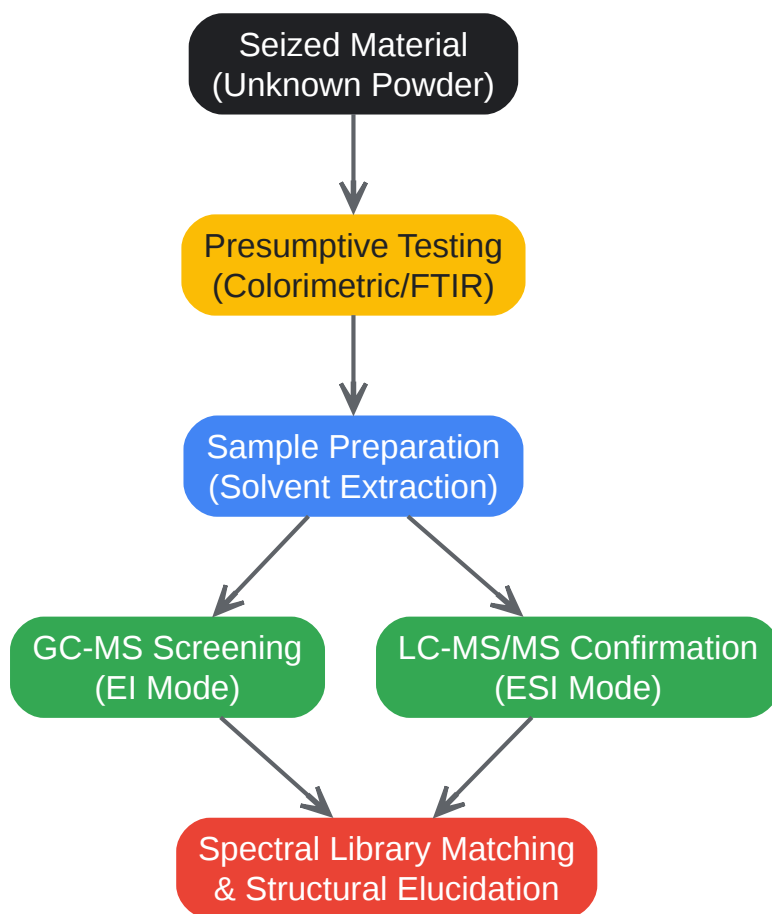 Seized Material
(Unknown Powder)
Presumptive Testing
(Colorimetric/FTIR)
Sample Preparation
(Solvent Extraction)
GC-MS Screening
(EI Mode)
LC-MS/MS Confirmation
(ESI Mode)
Spectral Library Matching
& Structural Elucidation